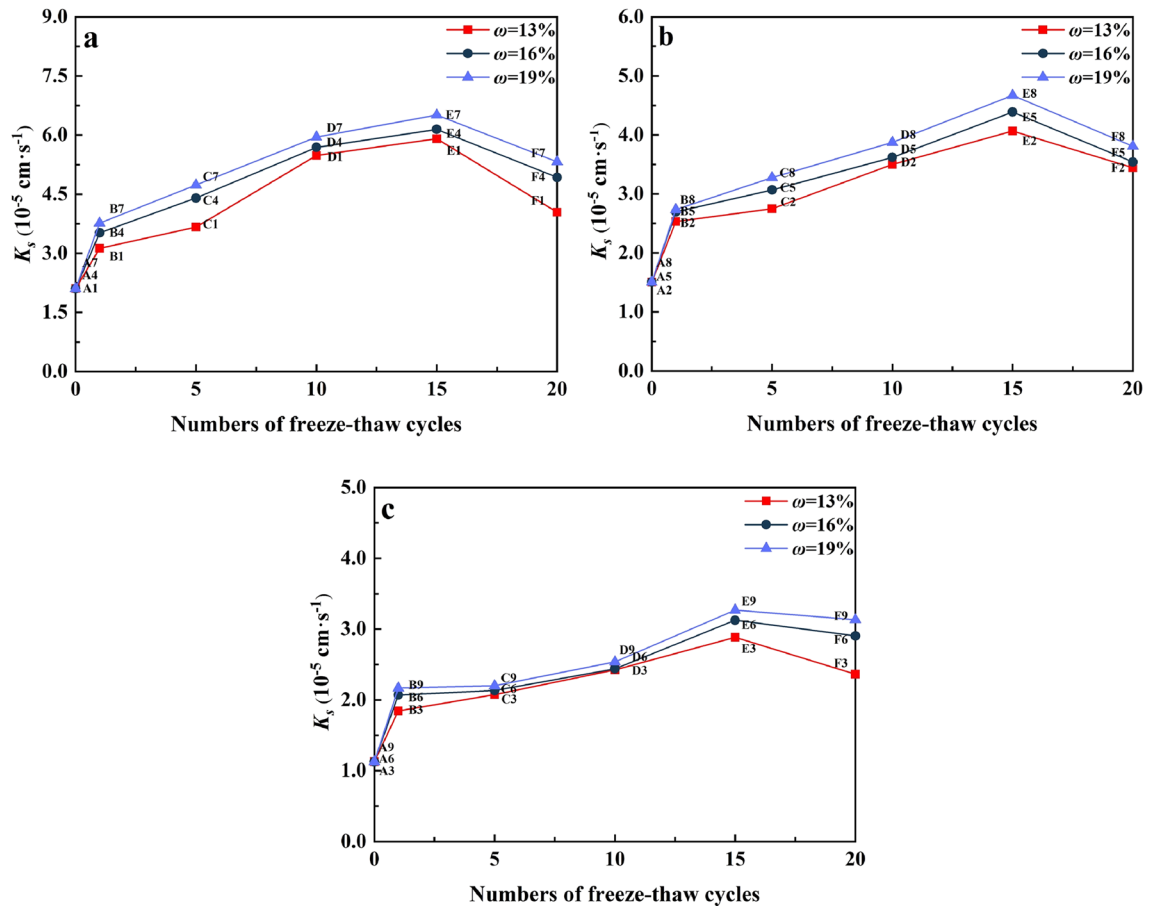 a
ω=13%
ω=16%
ω=19%
9.0
7.5
6.0
4.5
3.0
1.5
0.0
Kₛ (10⁻⁵ cm·s⁻¹)
A7
A4
A1
B7
B4
B1
C7
C4
C1
D7
D4
D1
E7
E4
E1
F7
F4
F1
0 5 10 15 20
Numbers of freeze-thaw cycles
b
ω=13%
ω=16%
ω=19%
6.0
5.0
4.0
3.0
2.0
1.0
0.0
Kₛ (10⁻⁵ cm·s⁻¹)
A8
A5
A2
B8
B5
B2
C8
C5
C2
D8
D5
D2
E8
E5
E2
F8
F5
F2
0 5 10 15 20
Numbers of freeze-thaw cycles
c
ω=13%
ω=16%
ω=19%
5.0
4.0
3.0
2.0
1.0
0.0
Kₛ (10⁻⁵ cm·s⁻¹)
A9
A6
A3
B9
B6
B3
C9
C6
C3
D9
D6
D3
E9
E6
E3
F9
F6
F3
0 5 10 15 20
Numbers of freeze-thaw cycles